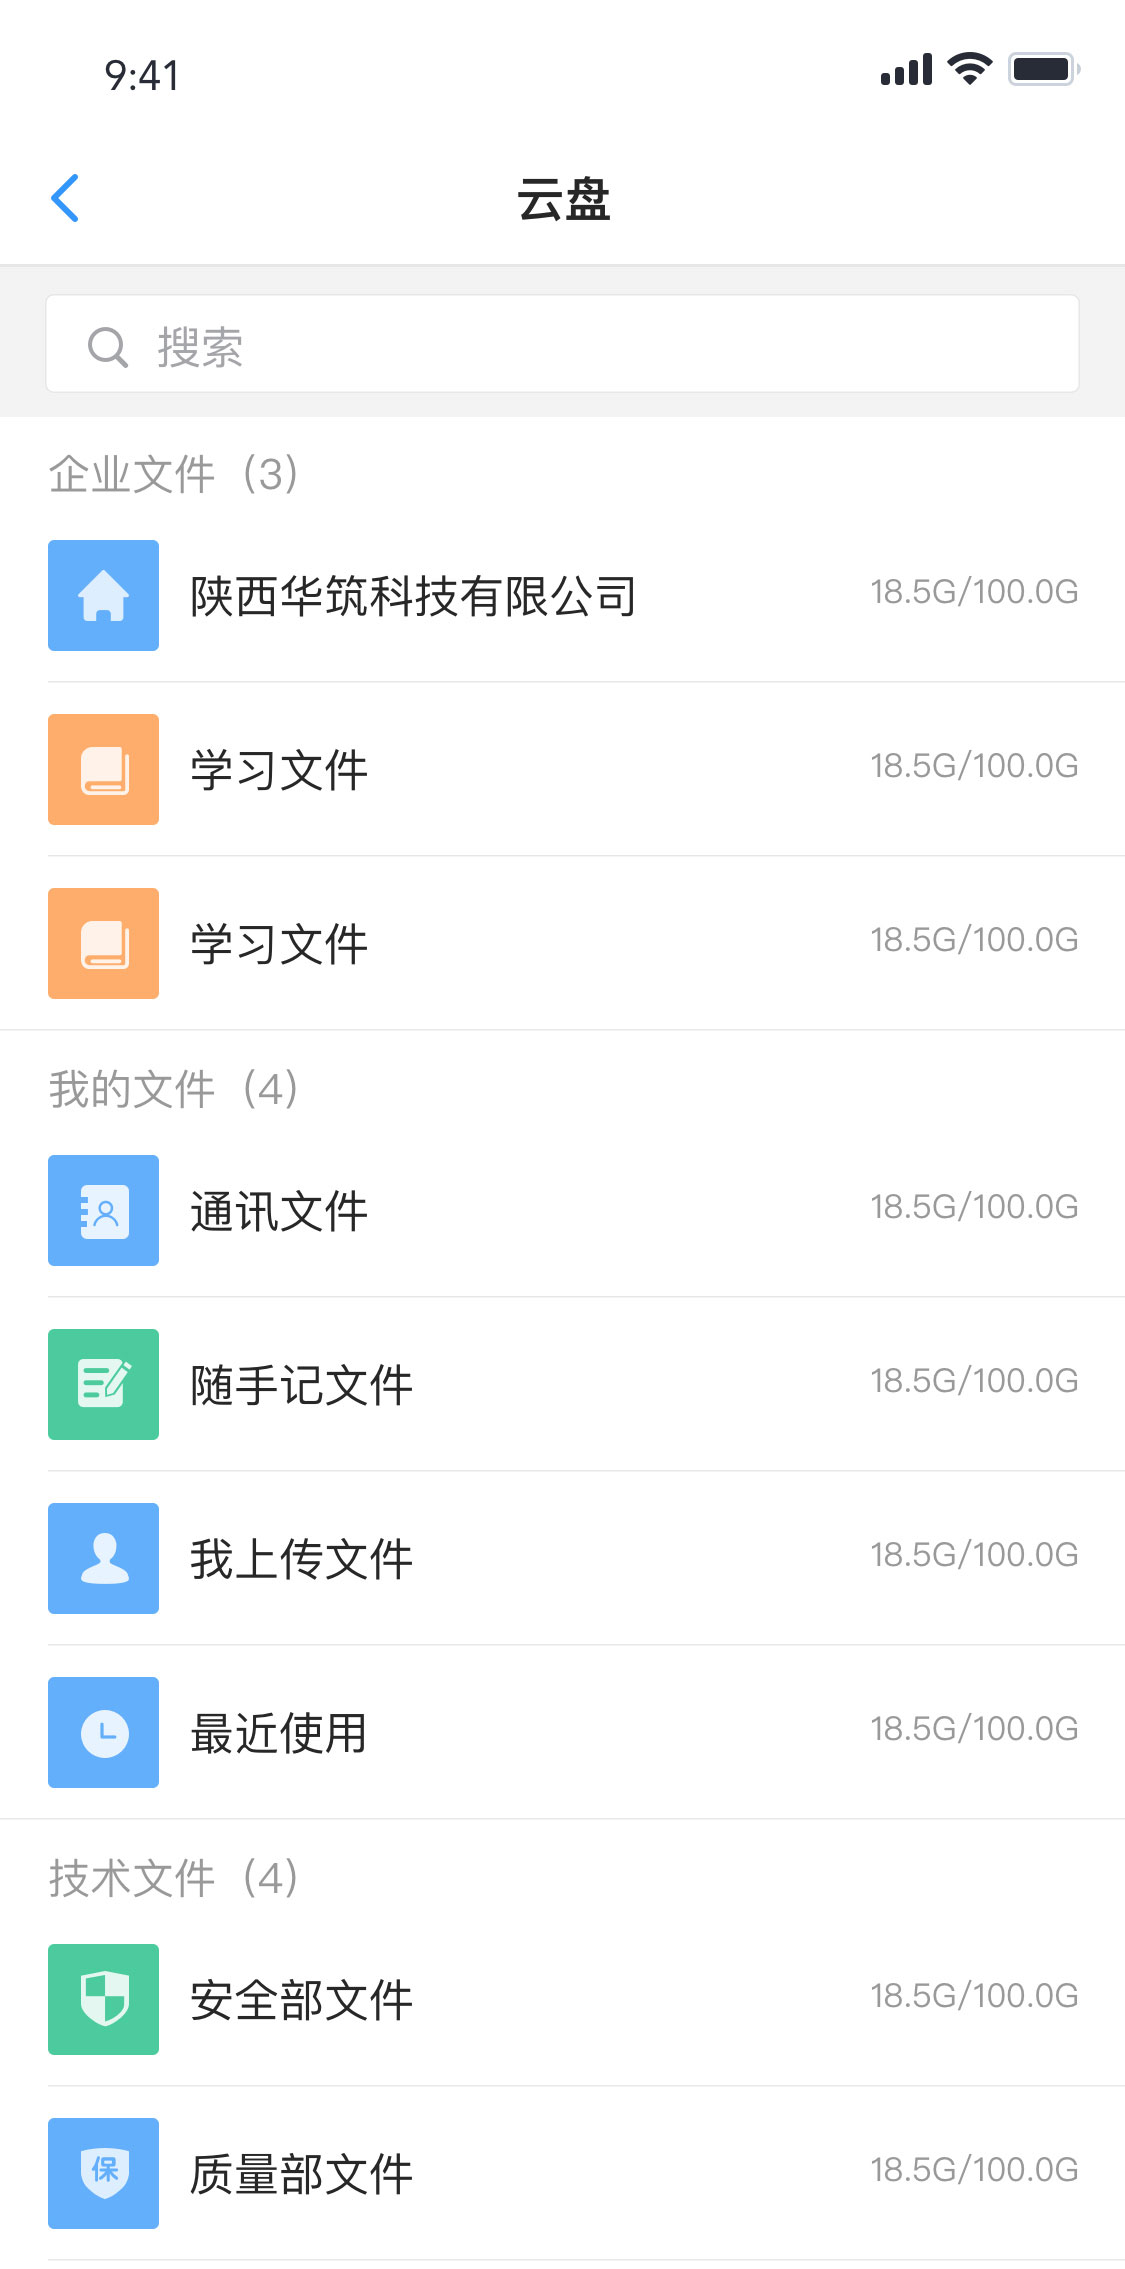 9:41
云盘
搜索
企业文件（3）
陕西华筑科技有限公司 18.5G/100.0G
学习文件 18.5G/100.0G
学习文件 18.5G/100.0G
我的文件（4）
通讯文件 18.5G/100.0G
随手记文件 18.5G/100.0G
我上传文件 18.5G/100.0G
最近使用 18.5G/100.0G
技术文件（4）
安全部文件 18.5G/100.0G
保 质量部文件 18.5G/100.0G